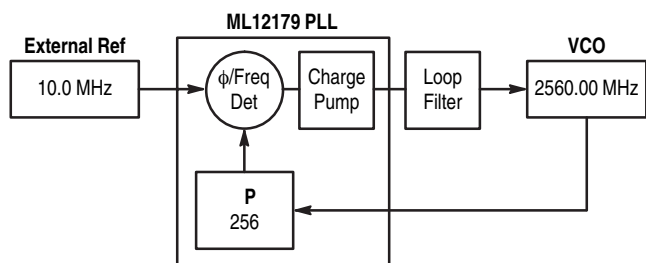 ML12179 PLL
External Ref
VCO
10.0 MHz
ϕ/Freq
Det
Charge
Pump
Loop
Filter
2560.00 MHz
P
256